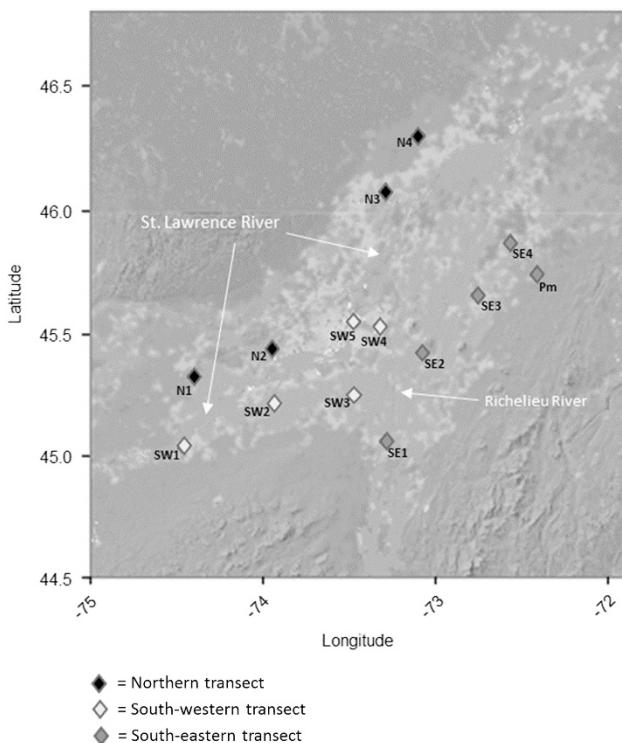 46.5
46.0
45.5
45.0
44.5
Latitude
N4
N3
St. Lawrence River
SE4
Pm
SE3
SW5
SW4
N2
SE2
N1
SW3
Richelieu River
SW2
SW1
SE1
-75
-74
-73
-72
Longitude
= Northern transect
= South-western transect
= South-eastern transect